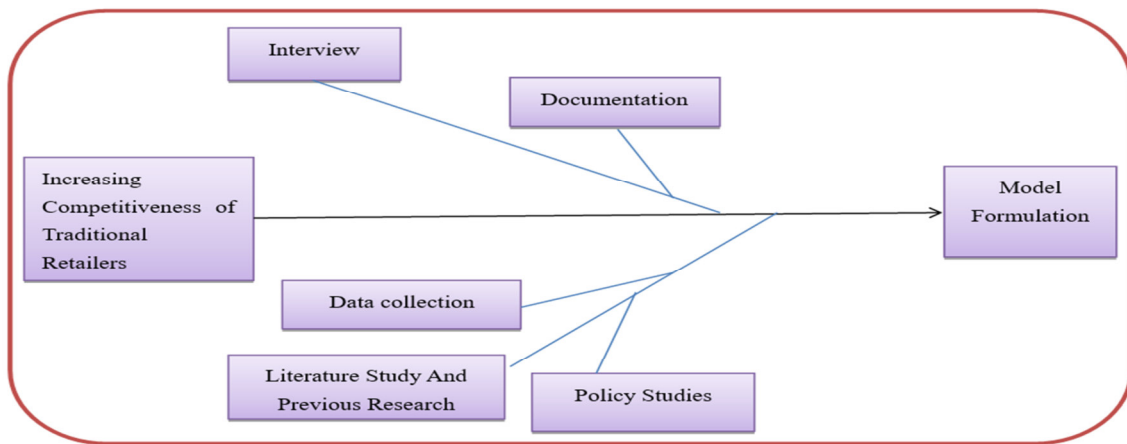 Interview
Documentation
Increasing
Competitiveness of
Traditional
Retailers
Model
Formulation
Data collection
Literature Study And
Previous Research
Policy Studies